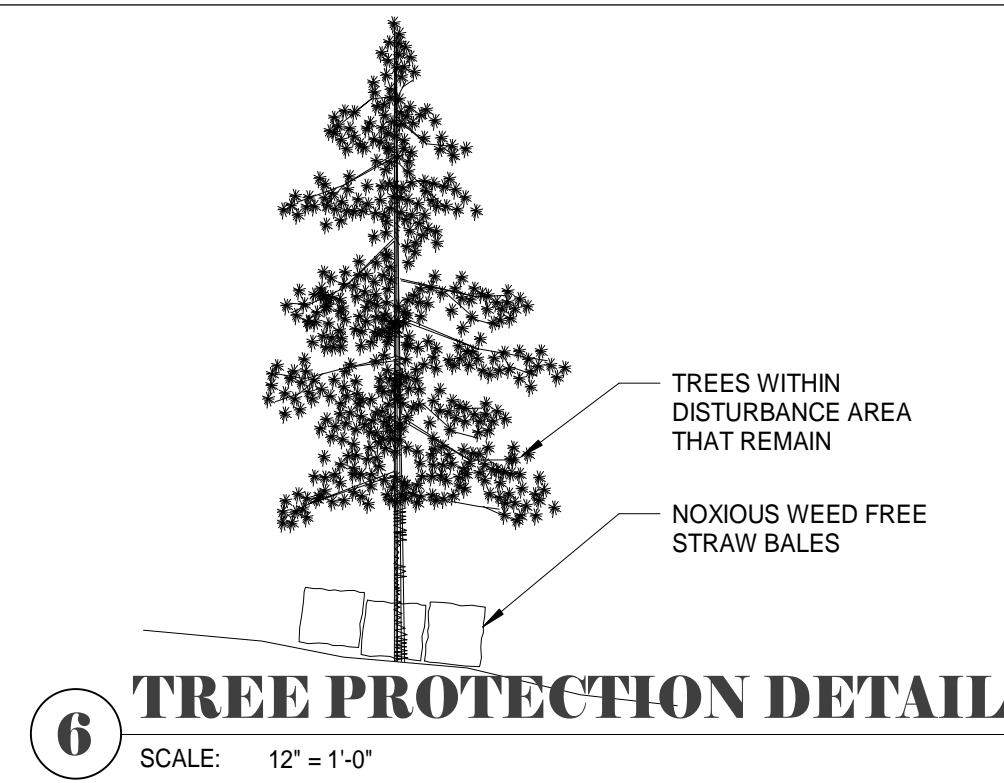 TREES WITHIN
DISTURBANCE AREA
THAT REMAIN
NOXIOUS WEED FREE
STRAW BALES
6
TREE PROTECTION DETAIL
SCALE: 12" = 1'-0"